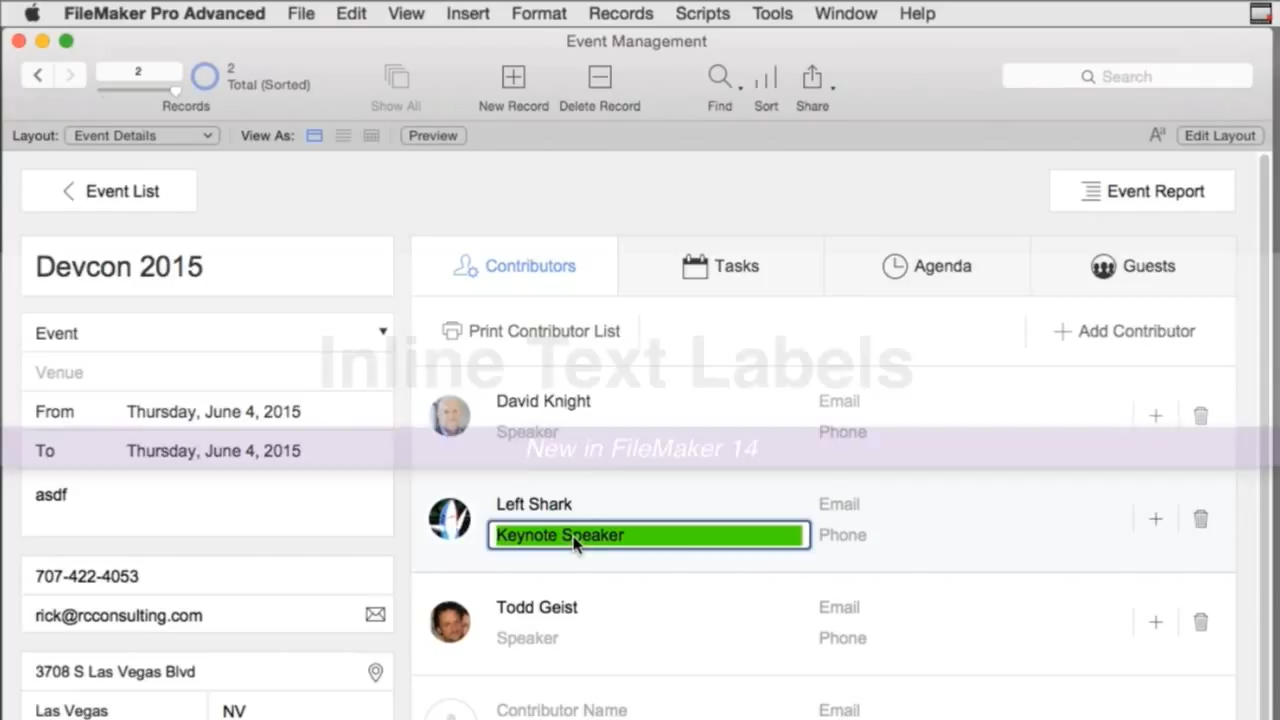 FileMaker Pro Advanced File Edit View Insert Format Records Scripts Tools Window Help
Event Management
2
2
Total (Sorted)
Records
Show All
New Record
Delete Record
Find
Sort
Share
Search
Layout: Event Details View As: Preview Aª Edit Layout
Event List
Event Report
Devcon 2015
Contributors
Tasks
Agenda
Guests
Event
Venue
From Thursday, June 4, 2015
To Thursday, June 4, 2015
asdf
707-422-4053
rick@rcconsulting.com
3708 S Las Vegas Blvd
Las Vegas NV
Print Contributor List
Add Contributor
Inline Text Labels
David Knight Email
Speaker Phone
New in FileMaker 14
Left Shark Email
Keynote Speaker Phone
Todd Geist Email
Speaker Phone
Contributor Name Email